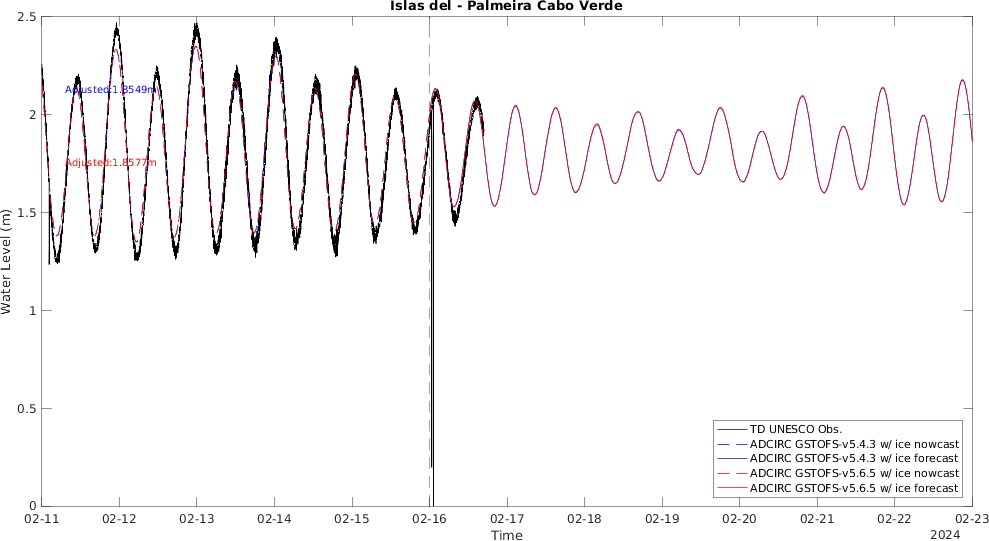 Islas del - Palmeira Cabo Verde
2.5
2
1.5
1
0.5
0
Water Level (m)
Adjusted:1.8549m
Adjusted:1.8577m
TD UNESCO Obs.
ADCIRC GSTOFS-v5.4.3 w/ ice nowcast
ADCIRC GSTOFS-v5.4.3 w/ ice forecast
ADCIRC GSTOFS-v5.6.5 w/ ice nowcast
ADCIRC GSTOFS-v5.6.5 w/ ice forecast
02-11 02-12 02-13 02-14 02-15 02-16 02-17 02-18 02-19 02-20 02-21 02-22 02-23
Time
2024